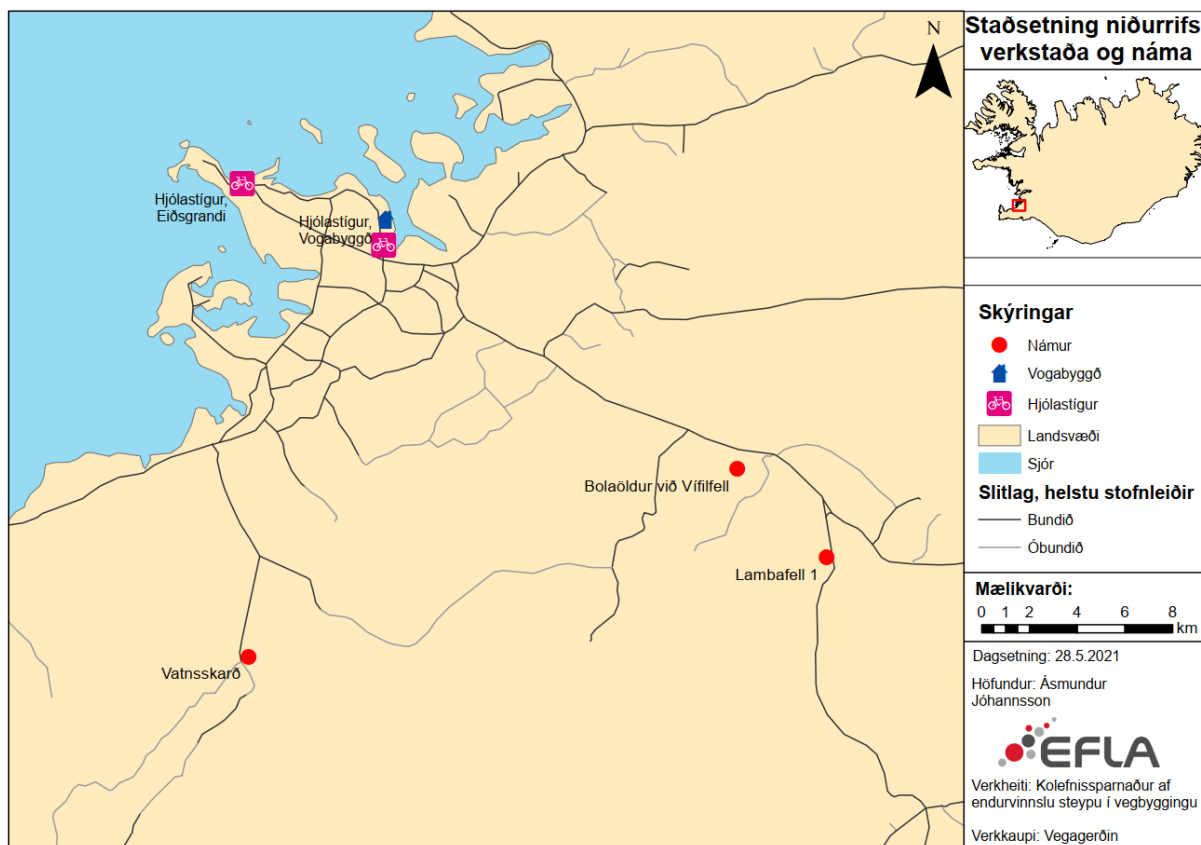 Staðsetning niðurrifs
verkstaða og náma
N
Hjólastígur,
Eiðsgrandi
Hjólastígur,
Vogabyggð
Bolaöldur við Vífilfell
Lambafell 1
Vatnsskarð
Skýringar
Námur
Vogabyggð
Hjólastígur
Landsvæði
Sjór
Slitlag, helstu stofnleiðir
Bundið
Óbundið
Mælikvarði:
0 1 2 4 6 8
km
Dagsetning: 28.5.2021
Höfundur: Ásmundur
Jóhannsson
EFLA
Verkheiti: Kolefnissparnaður af
endurvinnslu steypu í vegbyggingu
Verkkaupi: Vegagerðin